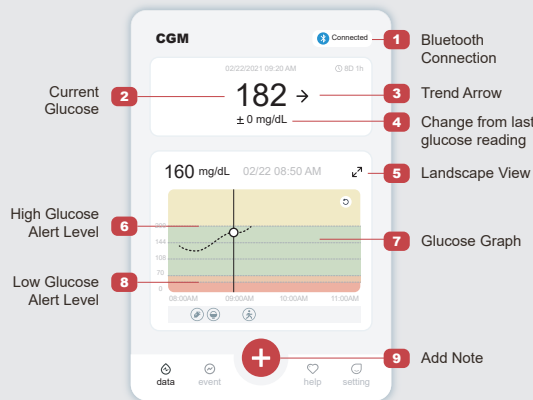 CGM
Connected
1
Bluetooth
Connection
02/22/2021 09:20 AM
8D 1h
Current
Glucose
2
182
3
Trend Arrow
± 0 mg/dL
4
Change from last
glucose reading
160 mg/dL
02/22 08:50 AM
5
Landscape View
High Glucose
Alert Level
6
144
108
70
0
7
Glucose Graph
Low Glucose
Alert Level
8
08:00AM
09:00AM
10:00AM
11:00AM
9
Add Note
data
event
help
setting